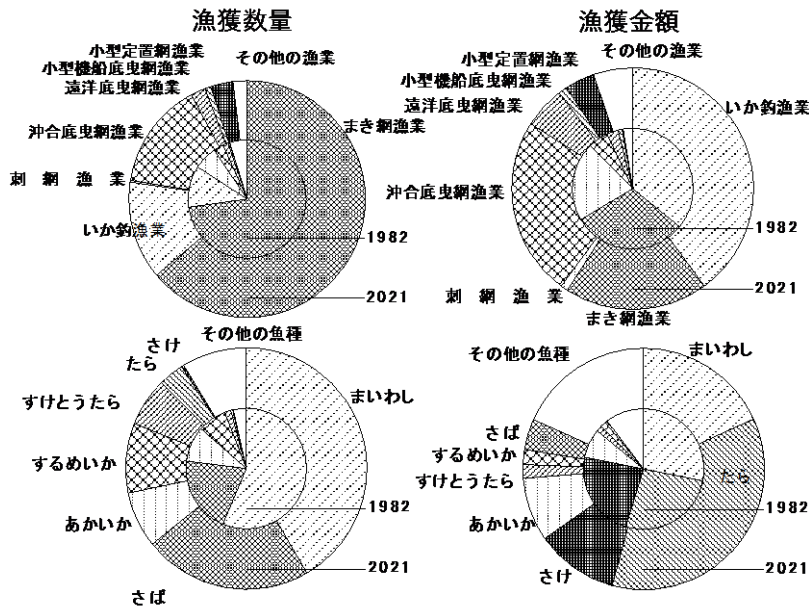 漁獲数量
漁獲金額
小型定置網漁業
その他の漁業
小型機船底曳網漁業
遠洋底曳網漁業
まき網漁業
沖合底曳網漁業
刺 網 漁 業
いか釣漁業
1982
2021
その他の漁業
小型定置網漁業
小型機船底曳網漁業
遠洋底曳網漁業
いか釣漁業
沖合底曳網漁業
1982
2021
刺 網 漁 業
まき網漁業
その他の魚種
さけ
たら
まいわし
すけとうたら
するめいか
あかいか
1982
2021
さば
その他の魚種
まいわし
さば
するめいか
すけとうたら
たら
あかいか
1982
さけ
2021